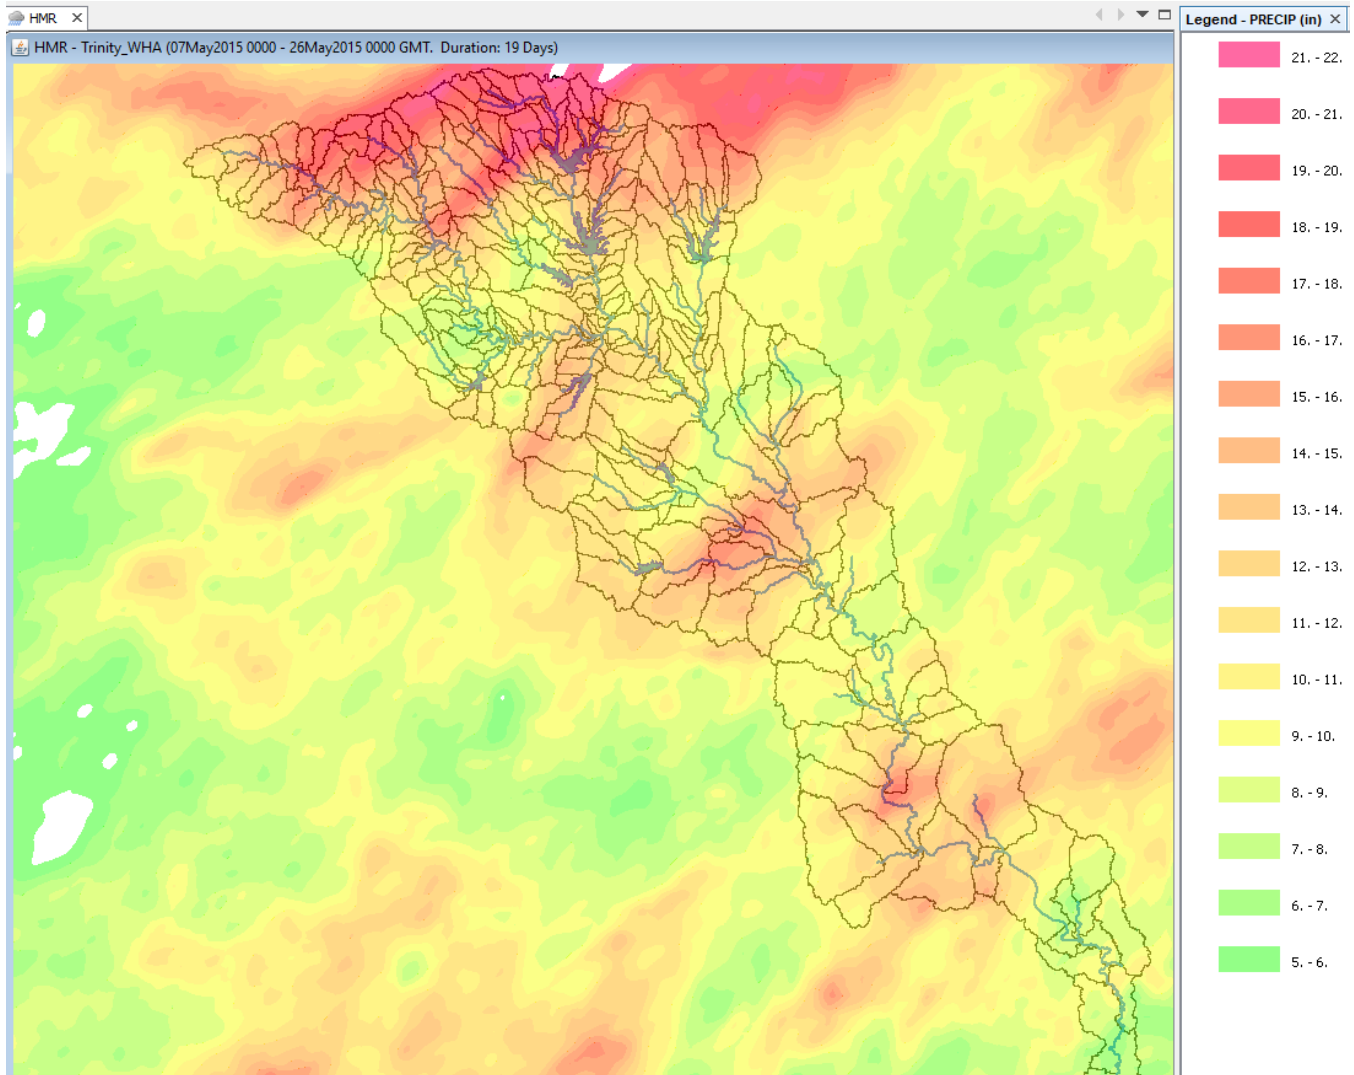 HMR
Legend - PRECIP (in)
HMR - Trinity_WHA (07May2015 0000 - 26May2015 0000 GMT.  Duration: 19 Days)
21. - 22.
20. - 21.
19. - 20.
18. - 19.
17. - 18.
16. - 17.
15. - 16.
14. - 15.
13. - 14.
12. - 13.
11. - 12.
10. - 11.
9. - 10.
8. - 9.
7. - 8.
6. - 7.
5. - 6.